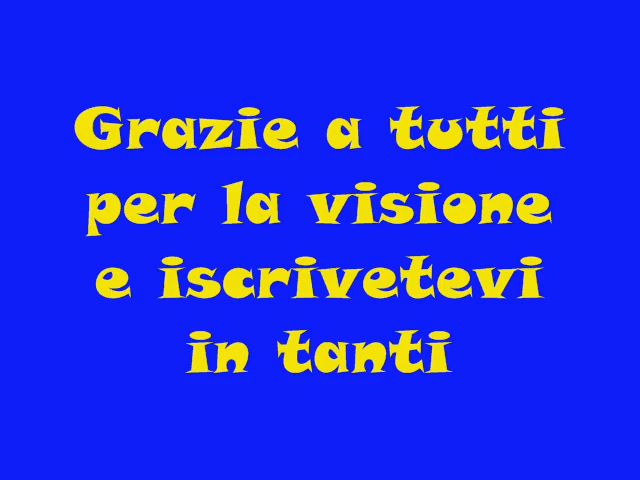 Grazie a tutti
per la visione
e iscrivetevi
in tanti